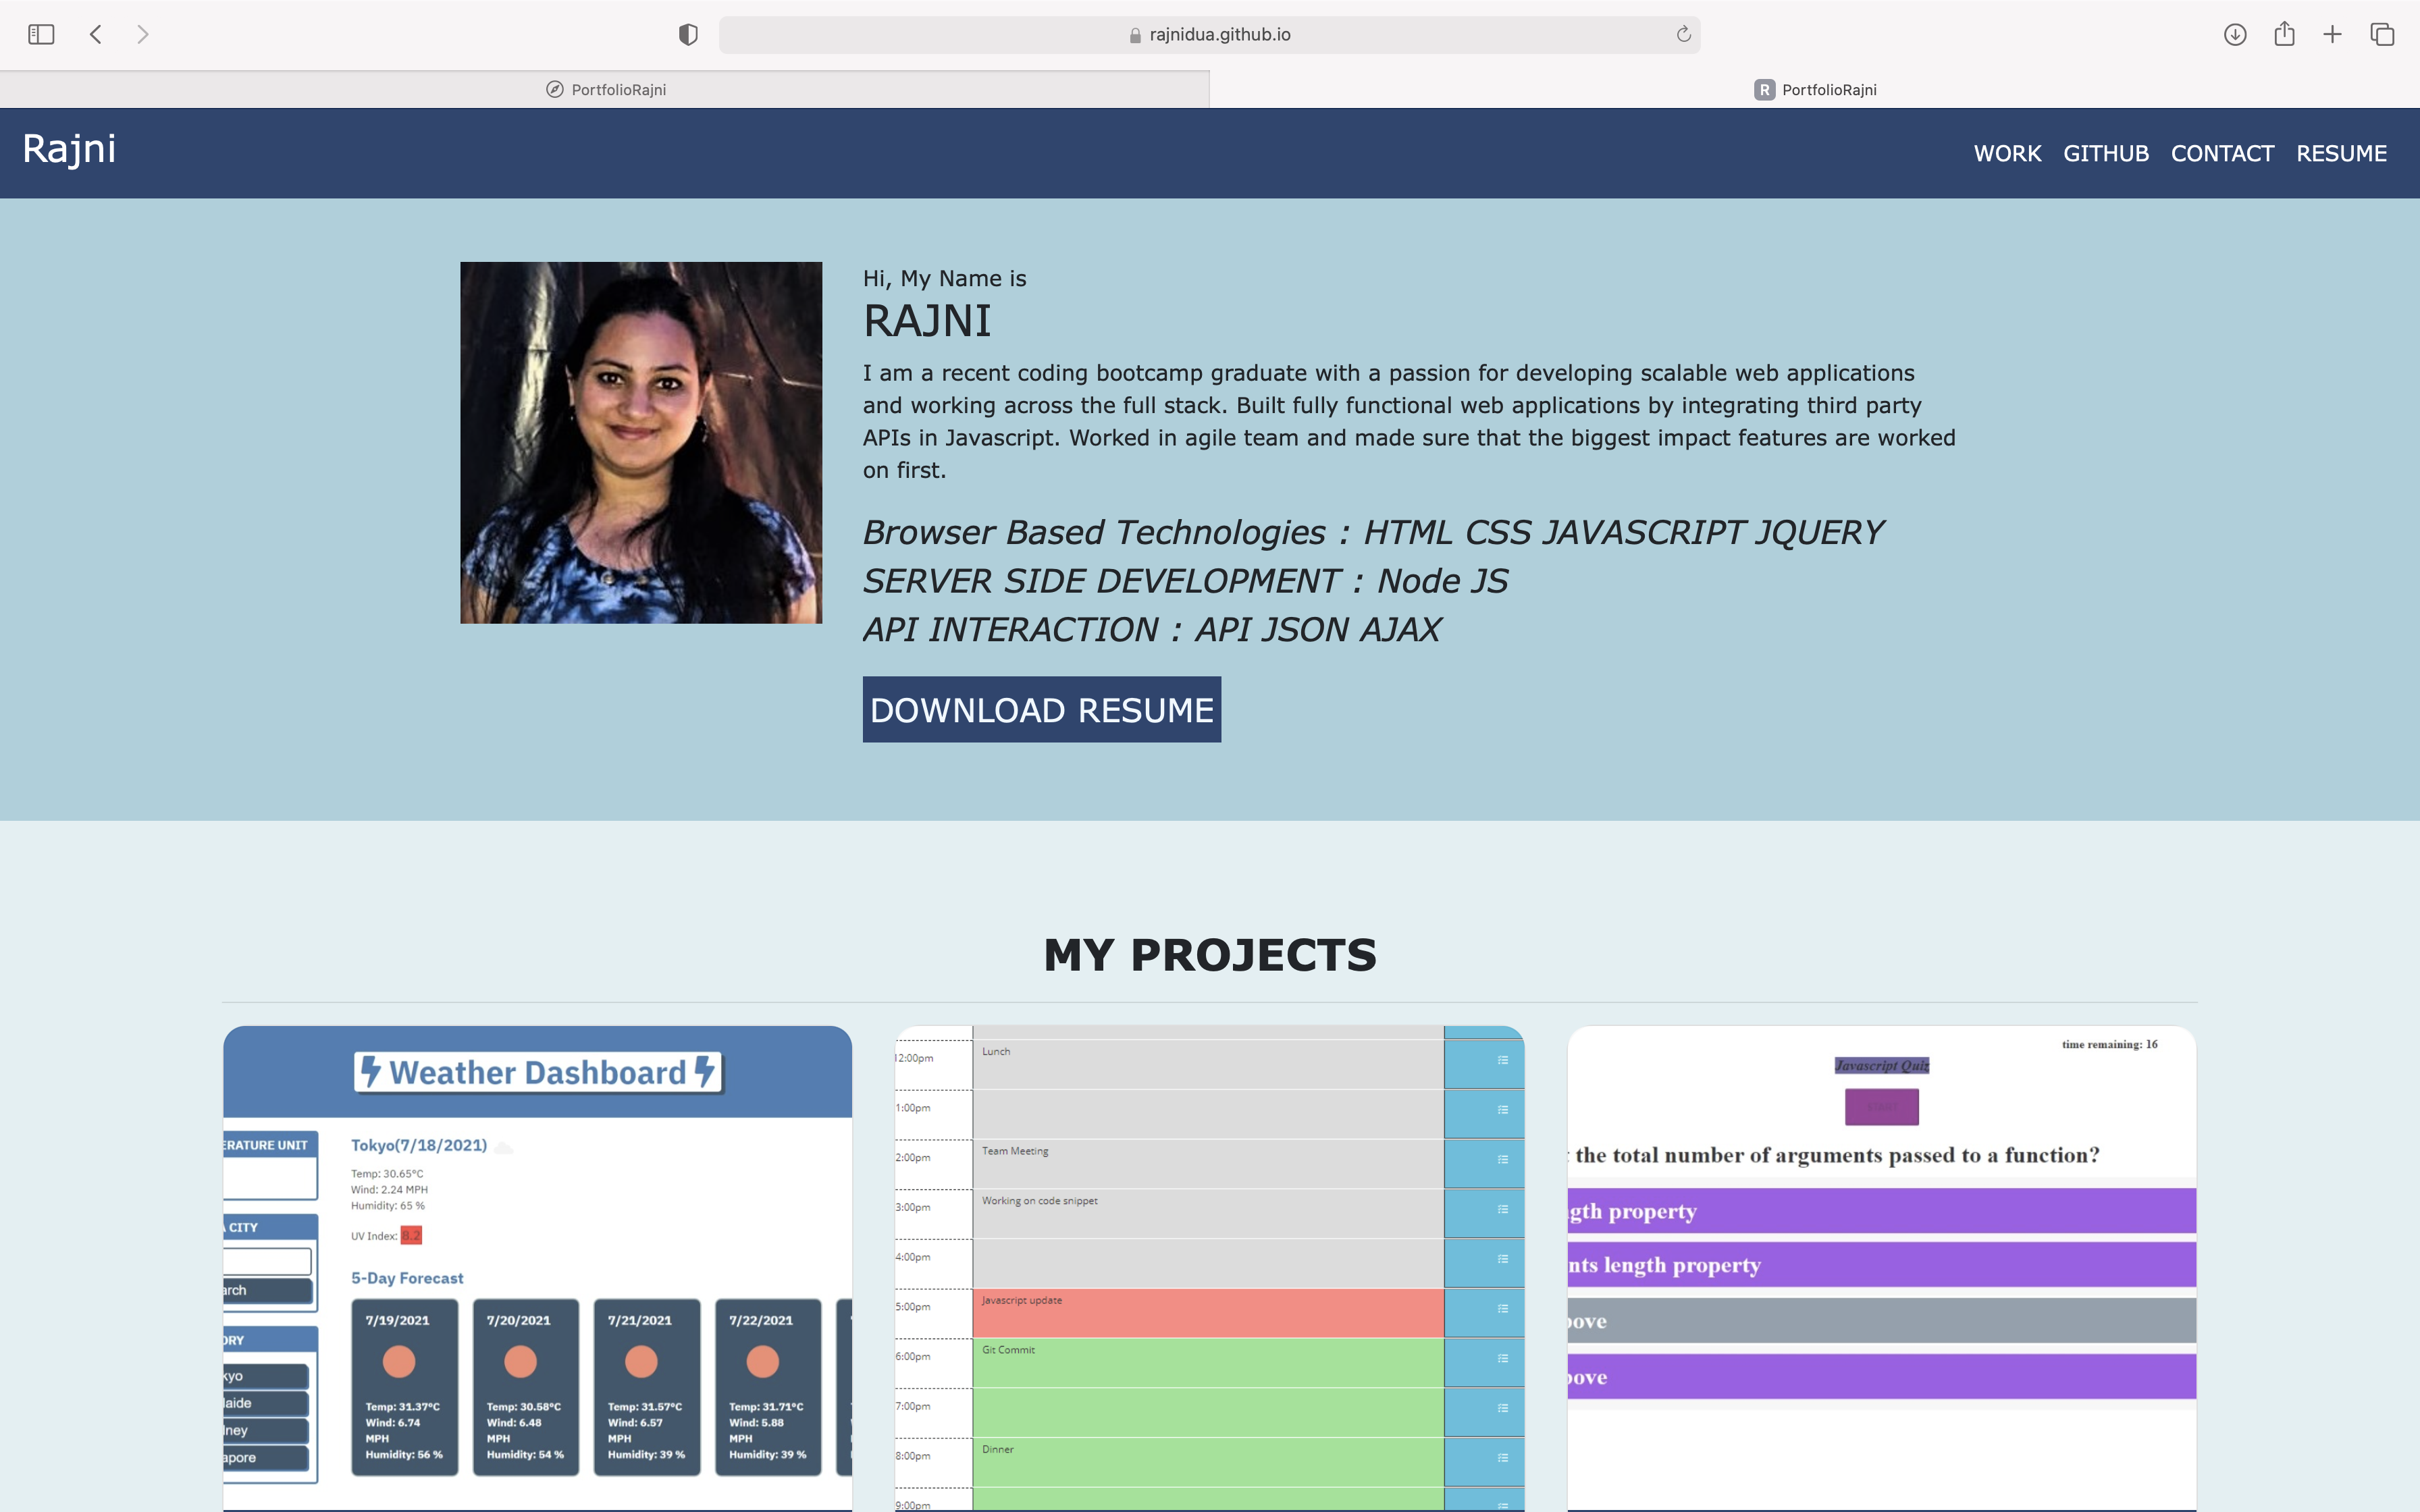 rajnidua.github.io
PortfolioRajni
R PortfolioRajni
Rajni
WORK GITHUB CONTACT RESUME
Hi, My Name is
RAJNI
I am a recent coding bootcamp graduate with a passion for developing scalable web applications
and working across the full stack. Built fully functional web applications by integrating third party
APIs in Javascript. Worked in agile team and made sure that the biggest impact features are worked
on first.
Browser Based Technologies : HTML CSS JAVASCRIPT JQUERY
SERVER SIDE DEVELOPMENT : Node JS
API INTERACTION : API JSON AJAX
DOWNLOAD RESUME
MY PROJECTS
Weather Dashboard
ERATURE UNIT
Tokyo(7/18/2021)
Temp: 30.65°C
Wind: 2.24 MPH
Humidity: 65 %
CITY
UV Index: 8.2
arch
5-Day Forecast
ORY
kyo
laide
dney
apore
7/19/2021
Temp: 31.37°C
Wind: 6.74
MPH
Humidity: 56 %
7/20/2021
Temp: 30.58°C
Wind: 6.48
MPH
Humidity: 54 %
7/21/2021
Temp: 31.57°C
Wind: 6.57
MPH
Humidity: 39 %
7/22/2021
Temp: 31.71°C
Wind: 5.88
MPH
Humidity: 39 %
12:00pm Lunch
1:00pm
2:00pm Team Meeting
3:00pm Working on code snippet
4:00pm
5:00pm Javascript update
6:00pm Git Commit
7:00pm
8:00pm Dinner
9:00pm
time remaining: 16
Javascript Quiz
the total number of arguments passed to a function?
gth property
nts length property
bove
bove